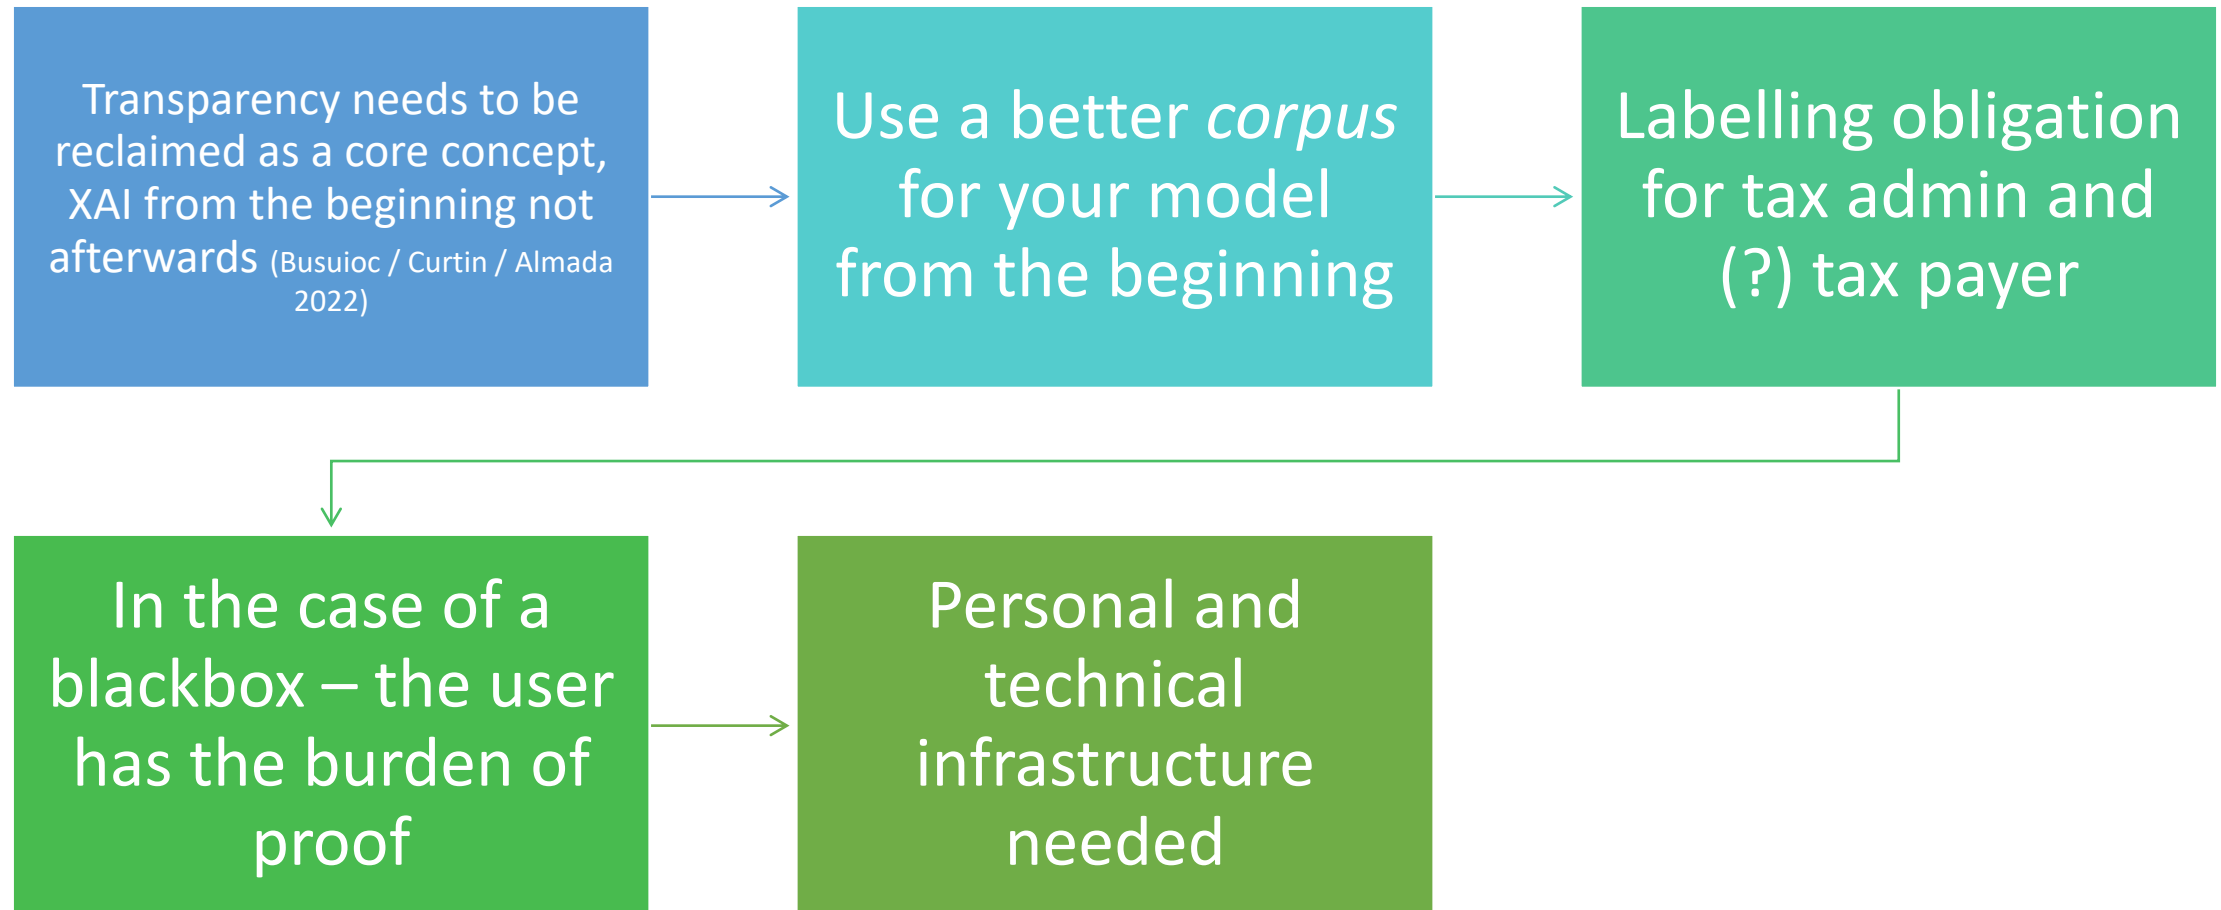 Transparency needs to be
reclaimed as a core concept,
XAI from the beginning not
afterwards (Busuioc / Curtin / Almada
2022)
Use a better corpus
for your model
from the beginning
Labelling obligation
for tax admin and
(?) tax payer
In the case of a
blackbox – the user
has the burden of
proof
Personal and
technical
infrastructure
needed